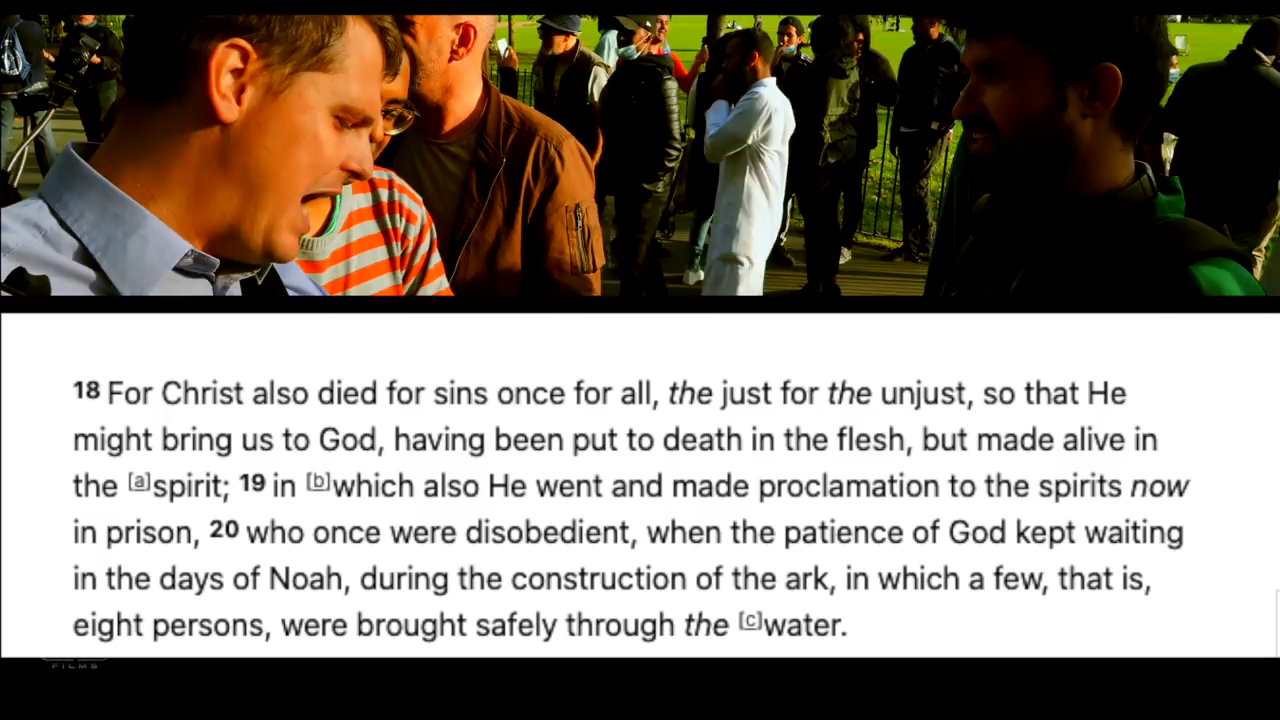 18 For Christ also died for sins once for all, the just for the unjust, so that He
might bring us to God, having been put to death in the flesh, but made alive in
the [a]spirit; 19 in [b]which also He went and made proclamation to the spirits now
in prison, 20 who once were disobedient, when the patience of God kept waiting
in the days of Noah, during the construction of the ark, in which a few, that is,
eight persons, were brought safely through the [c]water.
FILMS